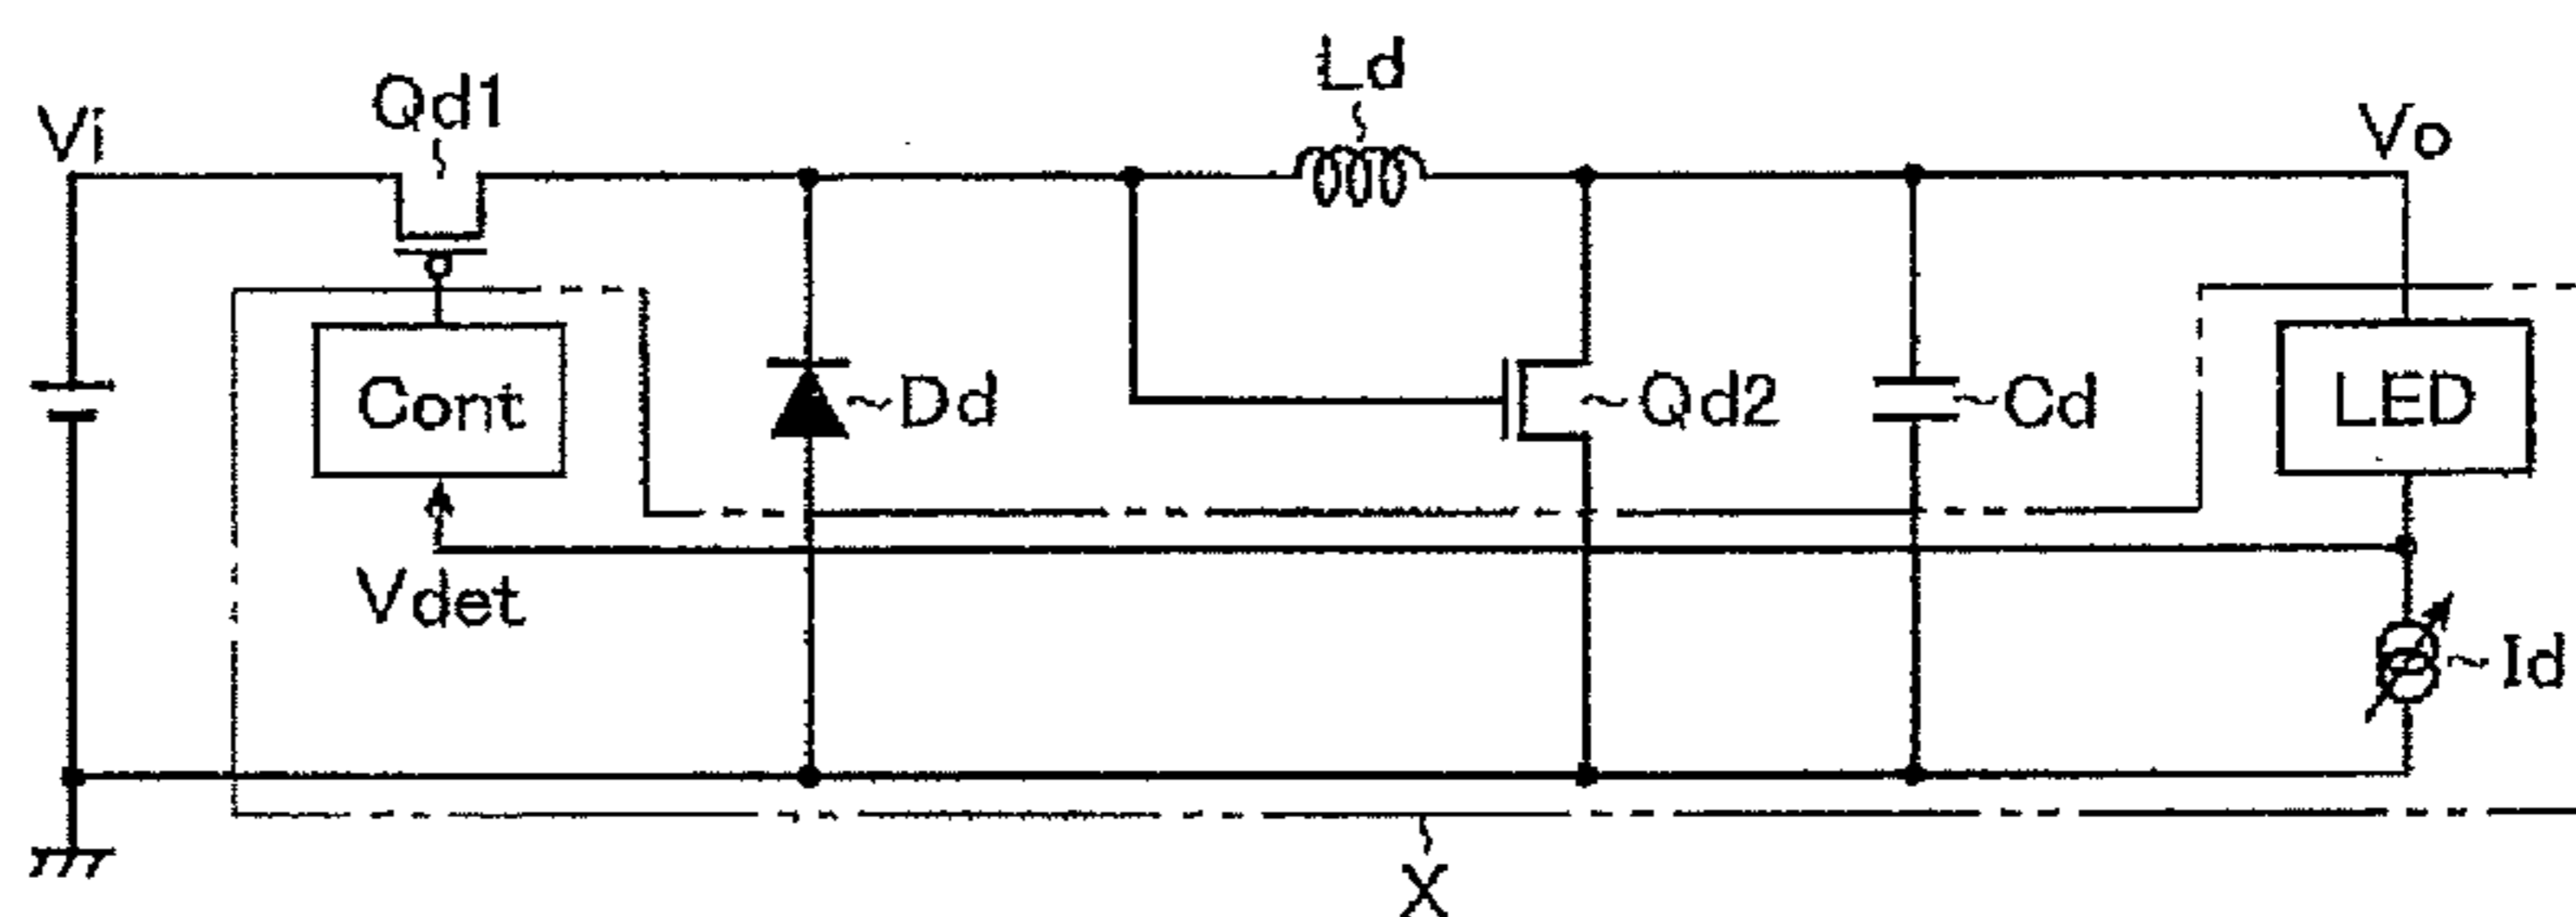 Vi
Qd1
Ld
Vo
Cont
~Dd
~Qd2
~Cd
LED
Vdet
~Id
X